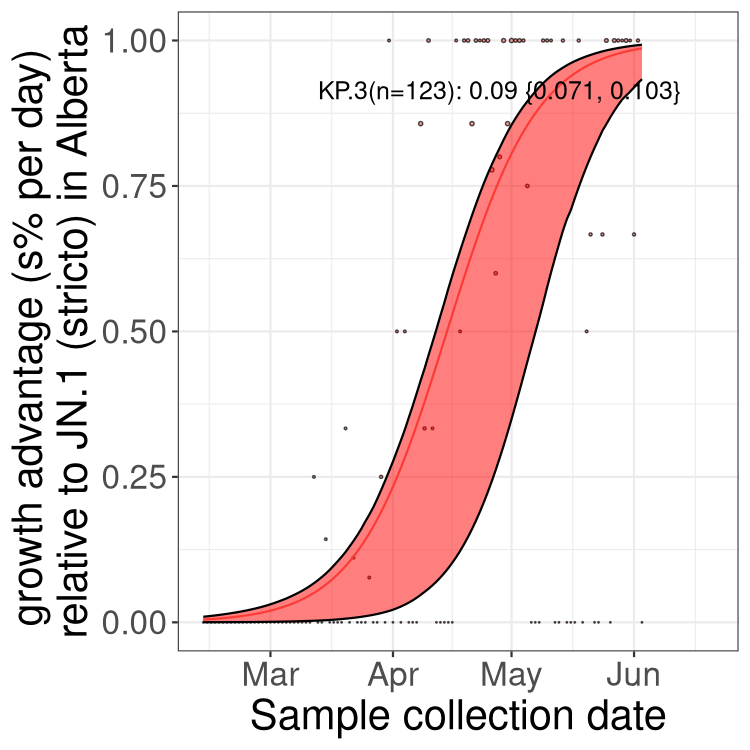 growth advantage (s% per day)
relative to JN.1 (stricto) in Alberta
1.00
0.75
0.50
0.25
0.00
KP.3(n=123): 0.09 {0.071, 0.103}
Mar
Apr
May
Jun
Sample collection date